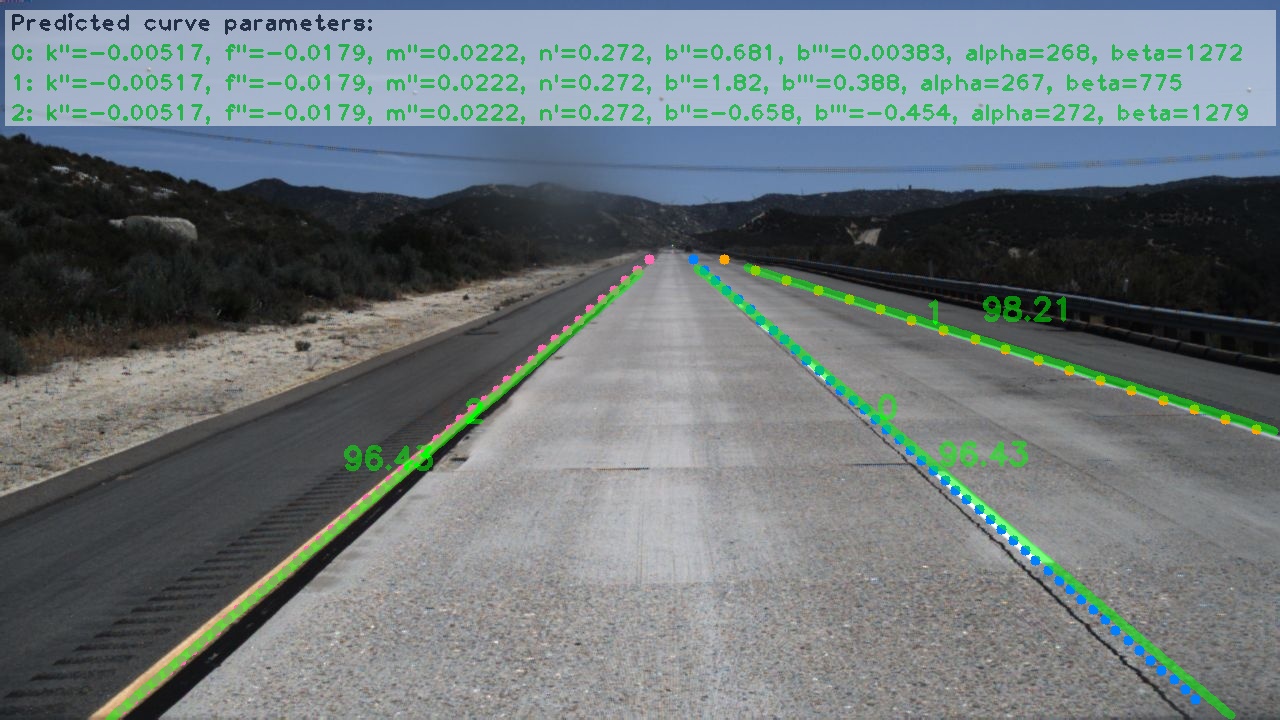 Predicted curve parameters:
0: k''=-0.00517, f''=-0.0179, m''=0.0222, n'=0.272, b''=0.681, b'''=0.00383, alpha=268, beta=1272
1: k''=-0.00517, f''=-0.0179, m''=0.0222, n'=0.272, b''=1.82, b'''=0.388, alpha=267, beta=775
2: k''=-0.00517, f''=-0.0179, m''=0.0222, n'=0.272, b''=-0.658, b'''=-0.454, alpha=272, beta=1279
1 98.21
2 0
96.43 96.43